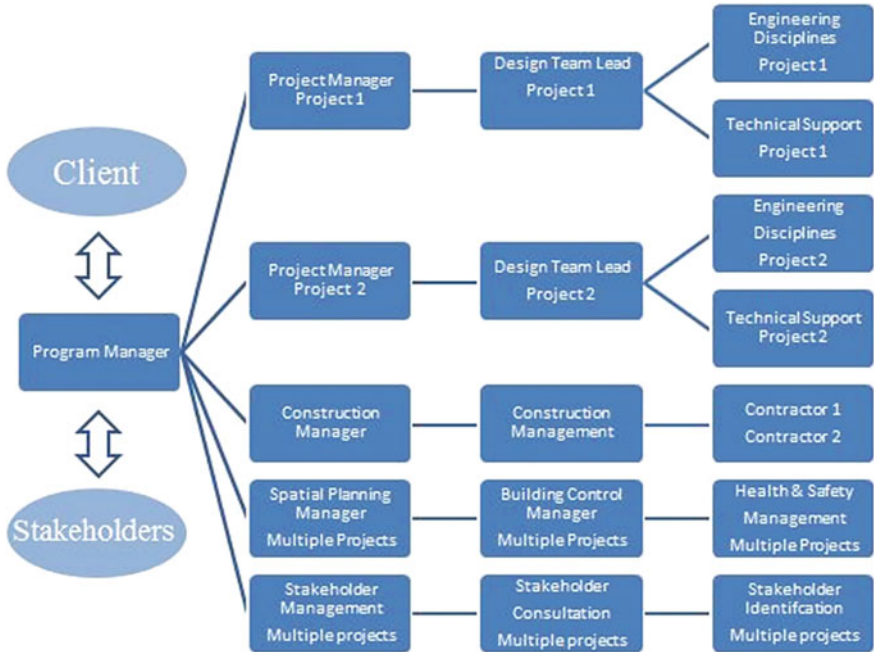 Client
Program Manager
Stakeholders
Project Manager
Project 1
Design Team Lead
Project 1
Engineering
Disciplines
Project 1
Technical Support
Project 1
Project Manager
Project 2
Design Team Lead
Project 2
Engineering
Disciplines
Project 2
Technical Support
Project 2
Construction
Manager
Construction
Management
Contractor 1
Contractor 2
Spatial Planning
Manager
Multiple Projects
Building Control
Manager
Multiple Projects
Health & Safety
Management
Multiple Projects
Stakeholder
Management
Multiple projects
Stakeholder
Consultation
Multiple projects
Stakeholder
Identifcation
Multiple projects